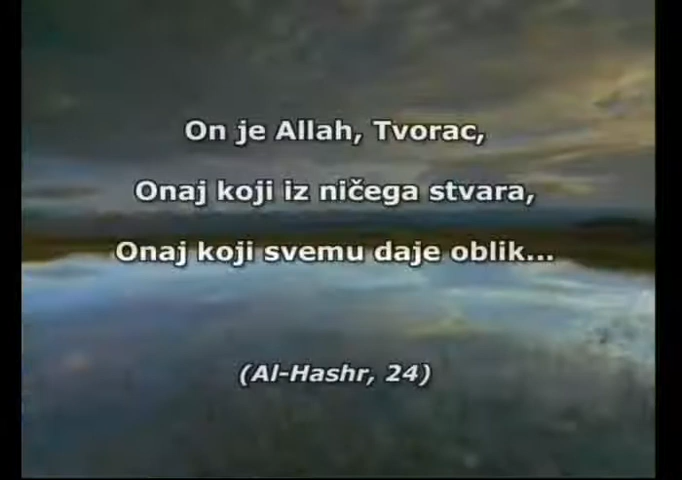 On je Allah, Tvorac,
Onaj koji iz ničega stvara,
Onaj koji svemu daje oblik...
(Al-Hashr, 24)